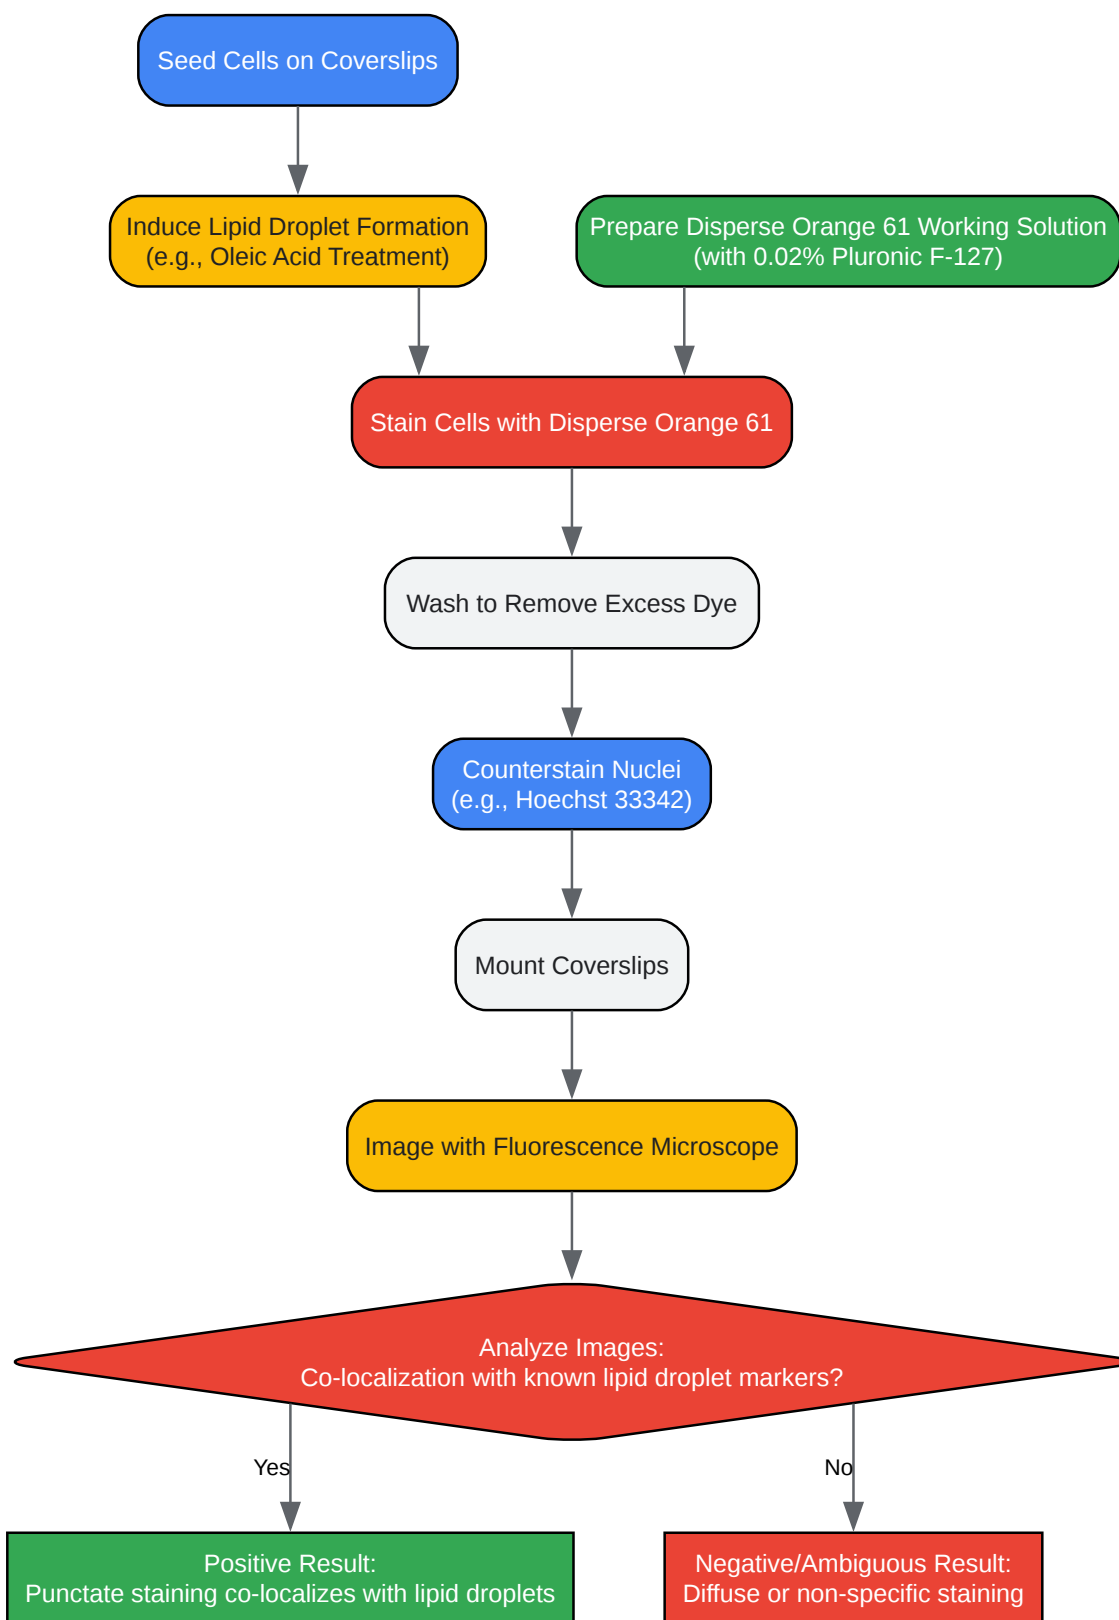 Seed Cells on Coverslips
Induce Lipid Droplet Formation
(e.g., Oleic Acid Treatment)
Prepare Disperse Orange 61 Working Solution
(with 0.02% Pluronic F-127)
Stain Cells with Disperse Orange 61
Wash to Remove Excess Dye
Counterstain Nuclei
(e.g., Hoechst 33342)
Mount Coverslips
Image with Fluorescence Microscope
Analyze Images:
Co-localization with known lipid droplet markers?
Yes
No
Positive Result:
Punctate staining co-localizes with lipid droplets
Negative/Ambiguous Result:
Diffuse or non-specific staining